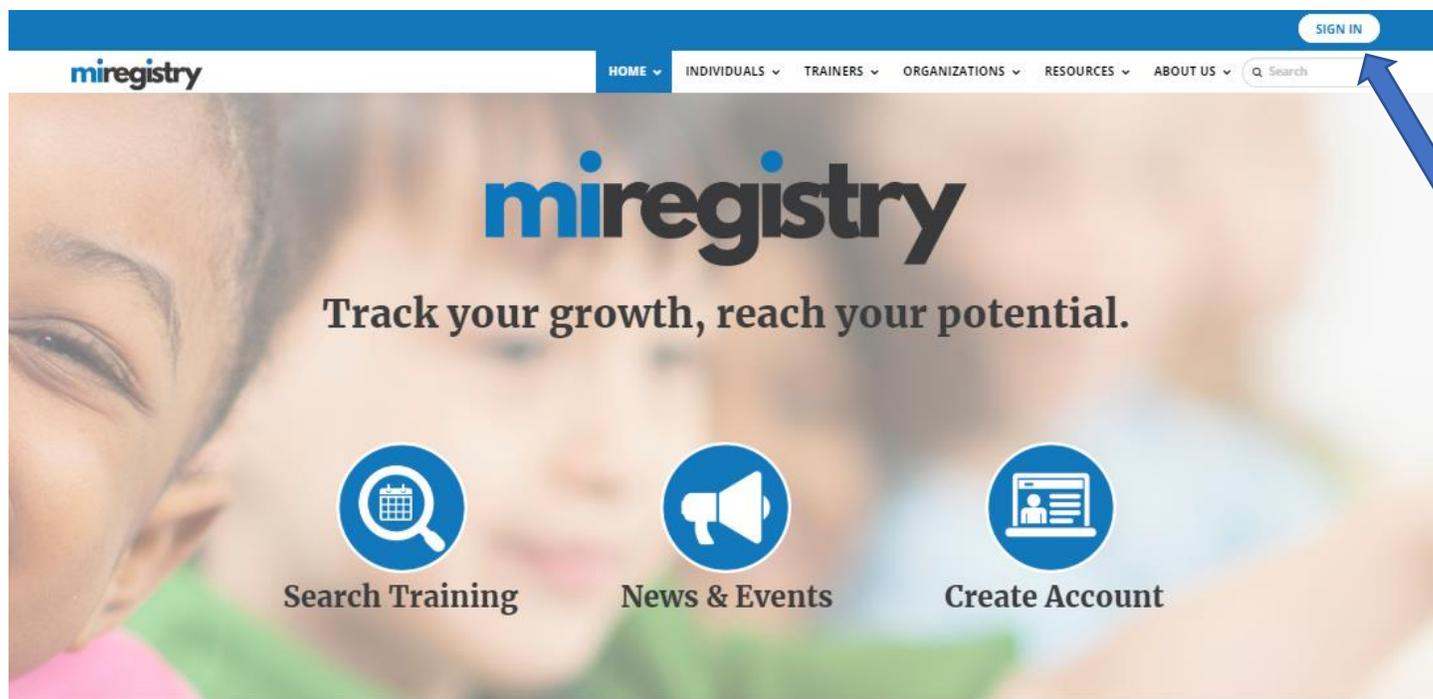 SIGN IN
miregistry
HOME INDIVIDUALS TRAINERS ORGANIZATIONS RESOURCES ABOUT US Search
miregistry
Track your growth, reach your potential.
Search Training News & Events Create Account